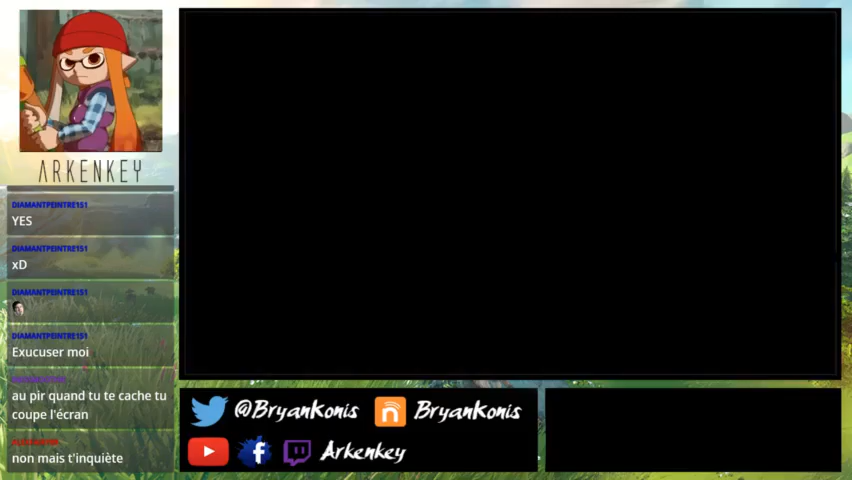 ARKENKEY
DIAMANTPEINTRE151
YES
DIAMANTPEINTRE151
xD
DIAMANTPEINTRE151
DIAMANTPEINTRE151
Exucuser moi
au pir quand tu te cache tu
coupe l'écran
non mais t'inquiète
@BryanKonis
BryanKonis
Arkenkey